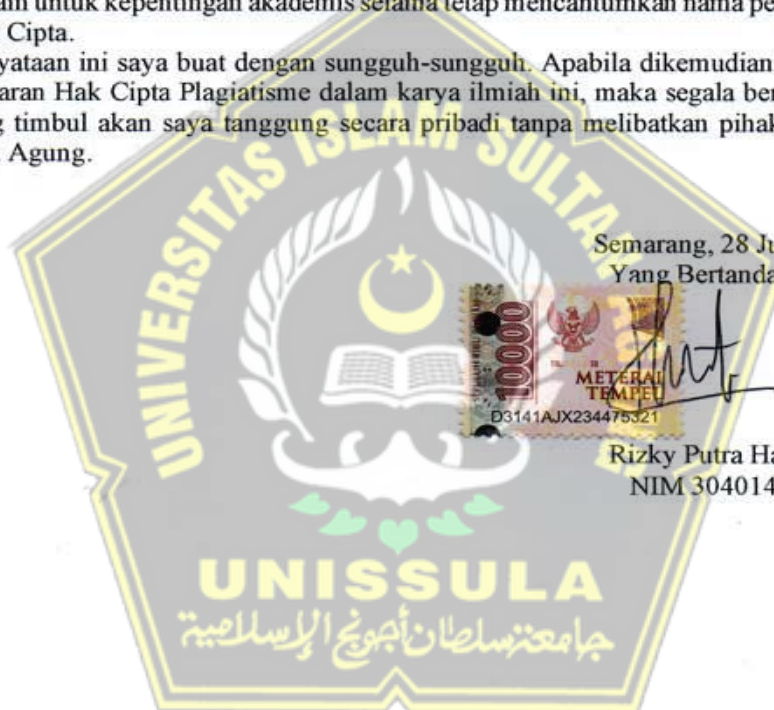 ain untuk kepentingan akademis selama tetap mencantumkan nama pe
Cipta.
yataan ini saya buat dengan sungguh-sungguh. Apabila dikemudian
aran Hak Cipta Plagiatisme dalam karya ilmiah ini, maka segala ber
g timbul akan saya tanggung secara pribadi tanpa melibatkan pihak
Agung.
UNIVERSITAS ISLAM SULTAN AGUNG
Semarang, 28 Ju
Yang Bertanda
10000
METERAI
TEMPEL
D3141AJX234475321
Rizky Putra Ha
NIM 304014
UNISSULA
جامعة سلطان أجونج الإسلامية